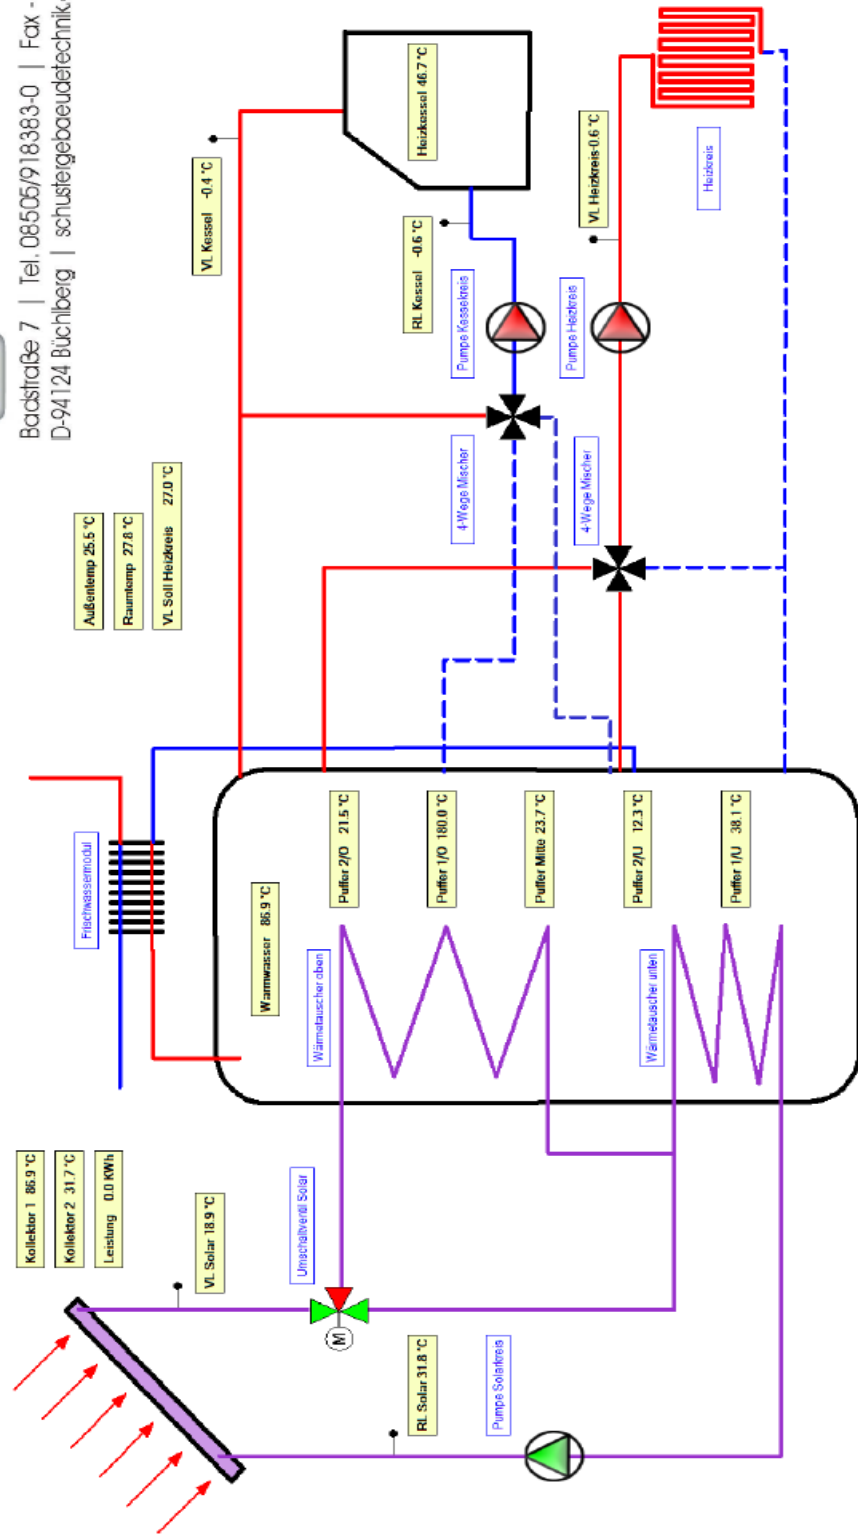 Badstraße 7 | Tel. 08505/918383-0 | Fax -
D-94124 Büchlberg | schustergebaeudetechnik.
Kollektor 1 86.9 °C
Kollektor 2 31.7 °C
Leistung 0.0 KWh
Frischwassermodul
Außentemp 25.5 °C
Raumtemp 27.8 °C
VL Soll Heizkreis 27.0 °C
VL Solar 18.9 °C
VL Kessel -0.4 °C
Warmwasser 86.9 °C
Umschaltventil Solar
Wärmetauscher oben
Puffer 2/O 21.5 °C
M
RL Solar 31.8 °C
Puffer 1/O 180.0 °C
RL Kessel -0.6 °C
Heizkessel 46.7 °C
4-Wege Mischer
Pumpe Kesselkreis
Pumpe Solarkreis
Puffer Mitte 23.7 °C
4-Wege Mischer
Pumpe Heizkreis
VL Heizkreis-0.6 °C
Wärmetauscher unten
Puffer 2/U 12.3 °C
Puffer 1/U 38.1 °C
Heizkreis